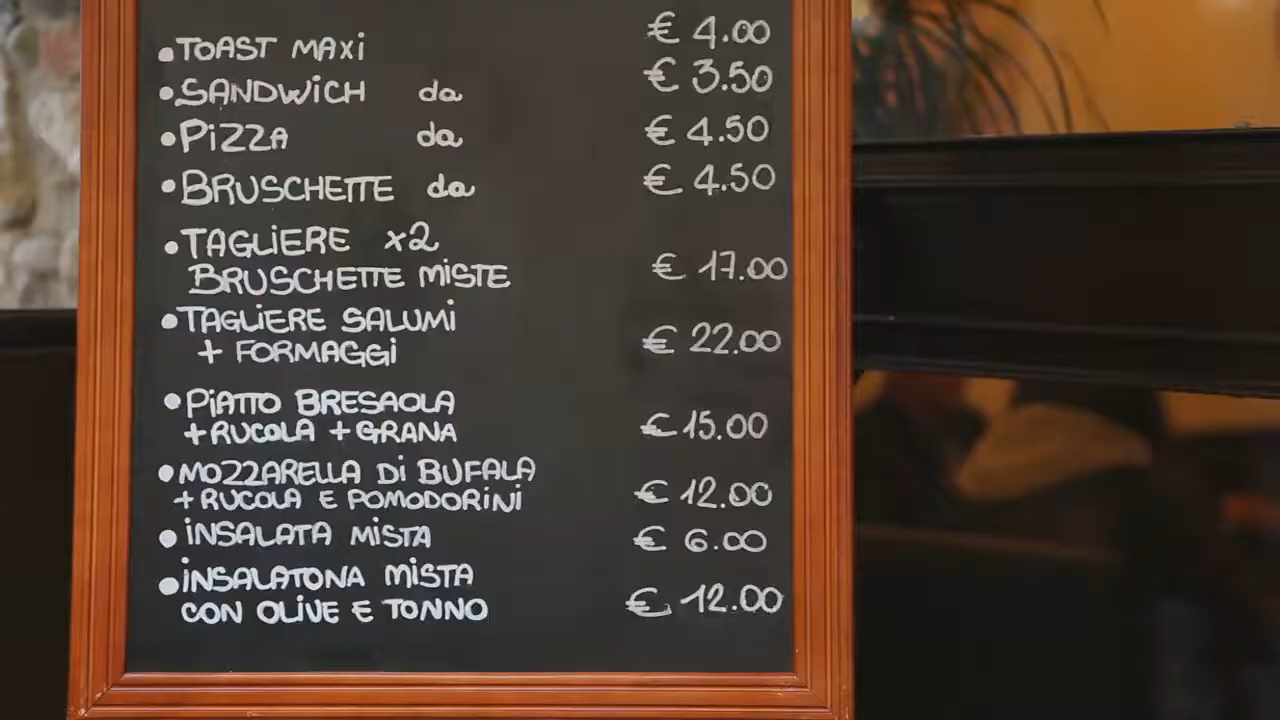 •TOAST MAXi € 4.00
•SANDWiCH da € 3.50
•PiZZA da € 4.50
•BRUSCHETTE da € 4.50
•TAGLiERE x2
BRUSCHETTE MiSTE € 17.00
•TAGLiERE SALUMi
+ FORMAGGi € 22.00
•PiATTO BRESAOLA
+RUCOLA +GRANA € 15.00
•MOZZARELLA Di BUFALA
+RUCOLA E POMODORiNi € 12.00
•iNSALATA MiSTA € 6.00
•iNSALATONA MiSTA
CON OLiVE E TONNO € 12.00